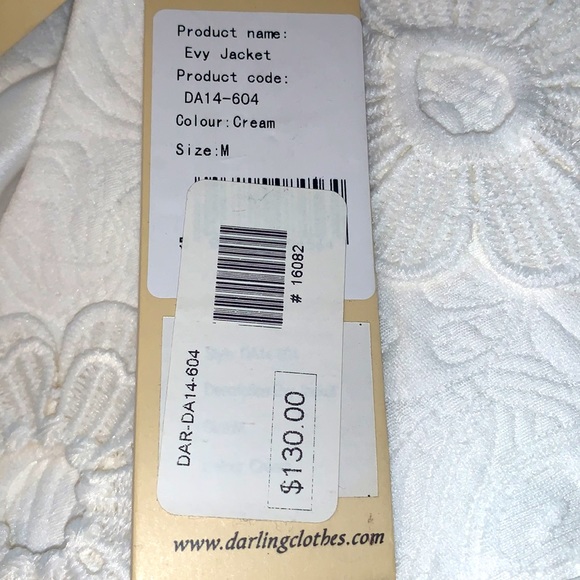 Product name:
Evy Jacket
Product code:
DA14-604
Colour:Cream
Size:M
# 16082
DAR-DA14-604
$130.00
www.darlingclothes.com